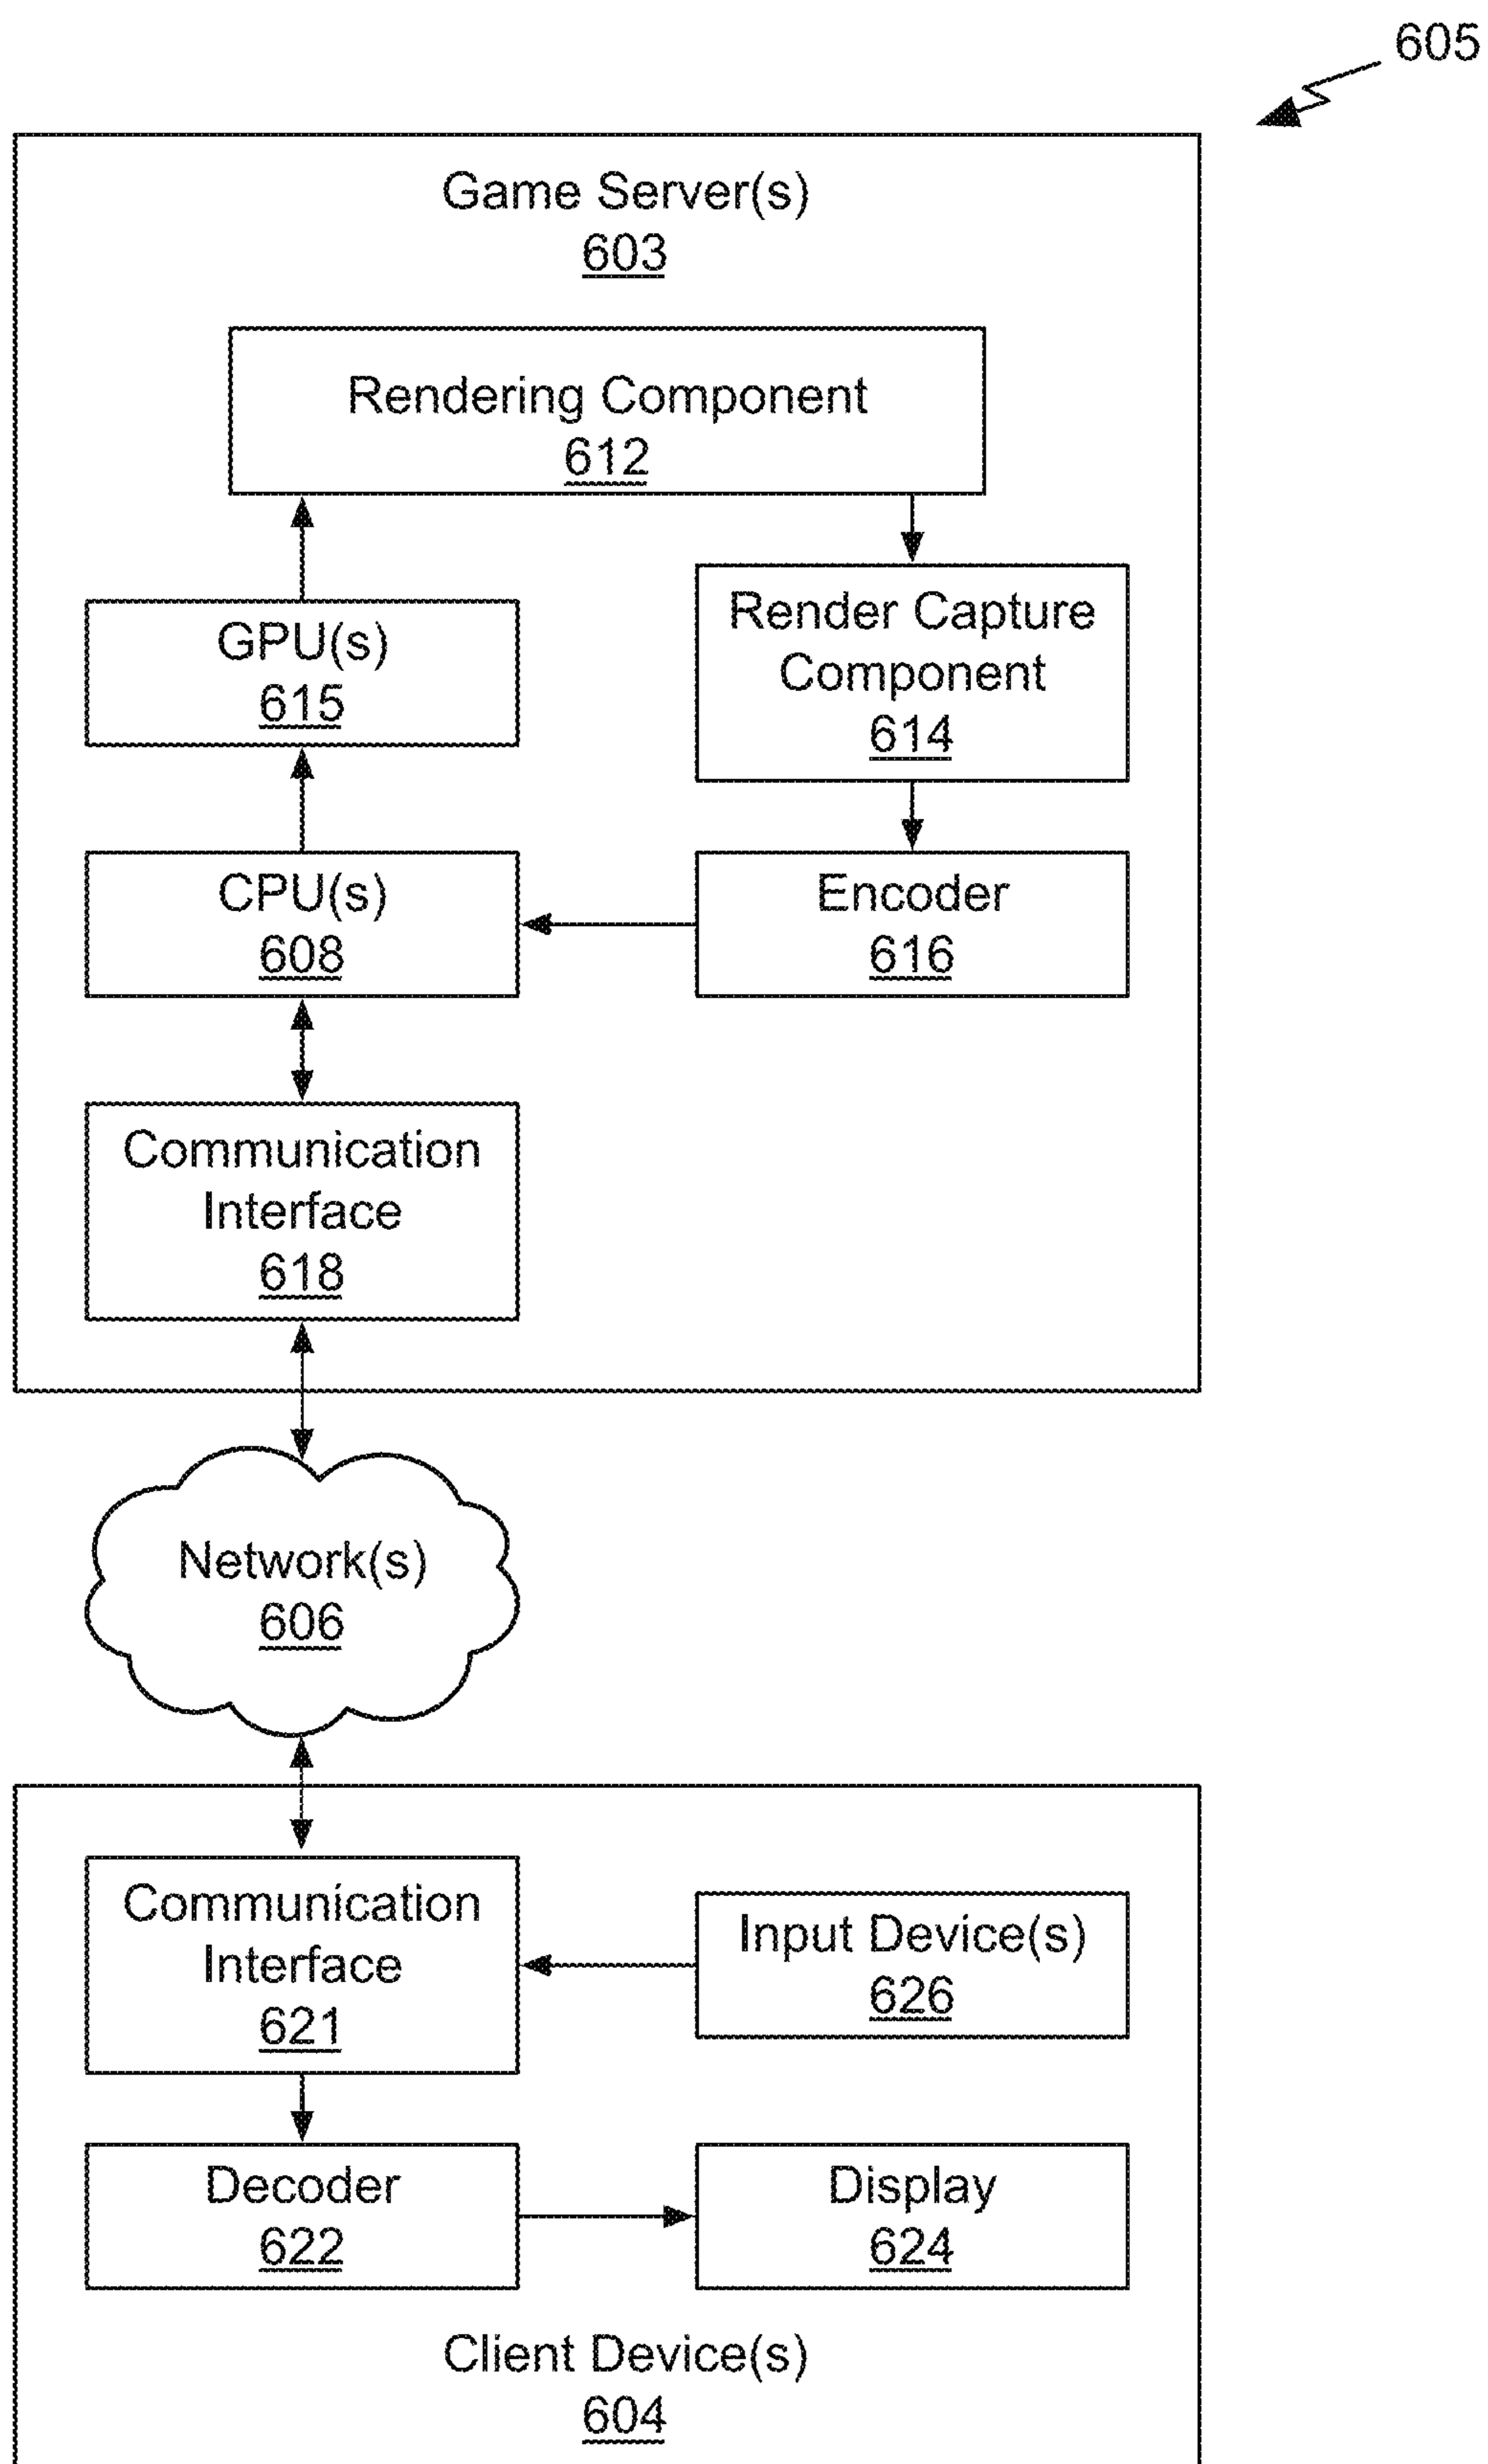 605
Game Server(s)
603
Rendering Component
612
GPU(s)
615
Render Capture
Component
614
CPU(s)
608
Encoder
616
Communication
Interface
618
Network(s)
606
Communication
Interface
621
Input Device(s)
626
Decoder
622
Display
624
Client Device(s)
604